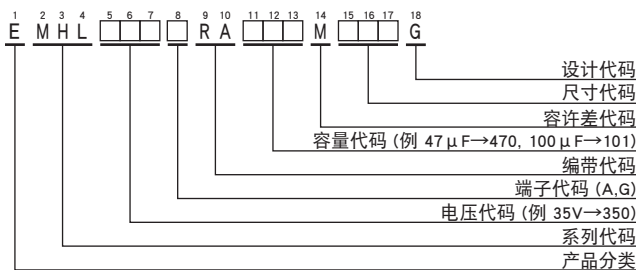 1 2 3 4 5 6 7 8 9 10 11 12 13 14 15 16 17 18
E M H L □□□ □ R A □□□ M □□□ G
设计代码
尺寸代码
容许差代码
容量代码 (例 47μF→470, 100μF→101)
编带代码
端子代码 (A,G)
电压代码 (例 35V→350)
系列代码
产品分类